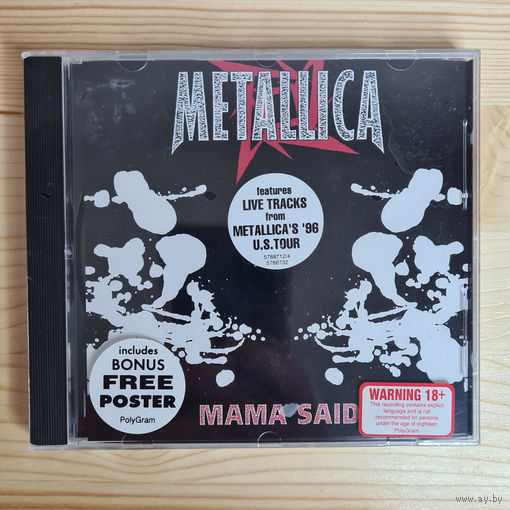 METALLICA
features
LIVE TRACKS
from
METALLICA'S '96
U.S.TOUR
5788712/4
5788732
includes
BONUS
FREE
POSTER
PolyGram
MAMA SAID
WARNING 18+
This recording contains explicit
language and is not
recommended for persons
under the age of eighteen
PolyGram
www.ay.by